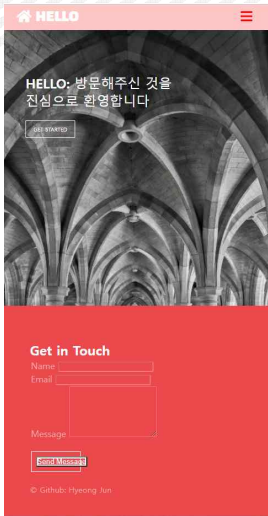 HELLO
HELLO: 방문해주신 것을
진심으로 환영합니다
GET STARTED
Get in Touch
Name
Email
Message
Send Message
© Github: Hyeong Jun